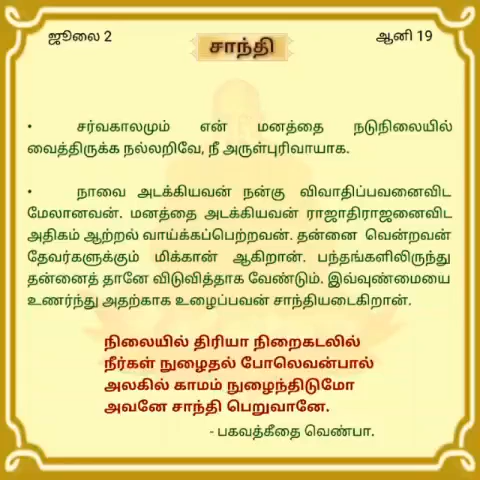 ஜூலை 2
ஆனி 19
சாந்தி
• சர்வகாலமும் என் மனத்தை நடுநிலையில்
வைத்திருக்க நல்லறிவே, நீ அருள்புரிவாயாக.
• நாவை அடக்கியவன் நன்கு விவாதிப்பவனைவிட
மேலானவன். மனத்தை அடக்கியவன் ராஜாதிராஜனைவிட
அதிகம் ஆற்றல் வாய்க்கப்பெற்றவன். தன்னை வென்றவன்
தேவர்களுக்கும் மிக்கான் ஆகிறான். பந்தங்களிலிருந்து
தன்னைத் தானே விடுவித்தாக வேண்டும். இவ்வுண்மையை
உணர்ந்து அதற்காக உழைப்பவன் சாந்தியடைகிறான்.
நிலையில் திரியா நிறைகடலில்
நீர்கள் நுழைதல் போலெவன்பால்
அலகில் காமம் நுழைந்திடுமோ
அவனே சாந்தி பெறுவானே.
- பகவத்கீதை வெண்பா.